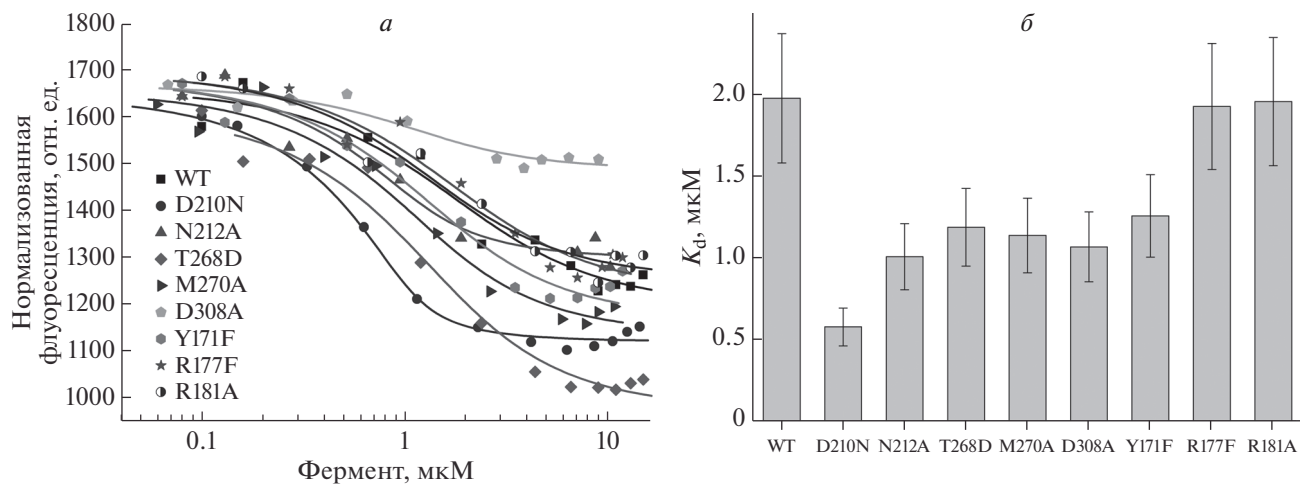 а
Нормализованная
флуоресценция, отн. ед.
1800
1700
1600
1500
1400
1300
1200
1100
1000
WT
D210N
N212A
T268D
M270A
D308A
Y171F
R177F
R181A
0.1
1
10
Фермент, мкМ
б
Kd, мкМ
2.0
1.5
1.0
0.5
0
WT D210N N212A T268D M270A D308A Y171F R177F R181A